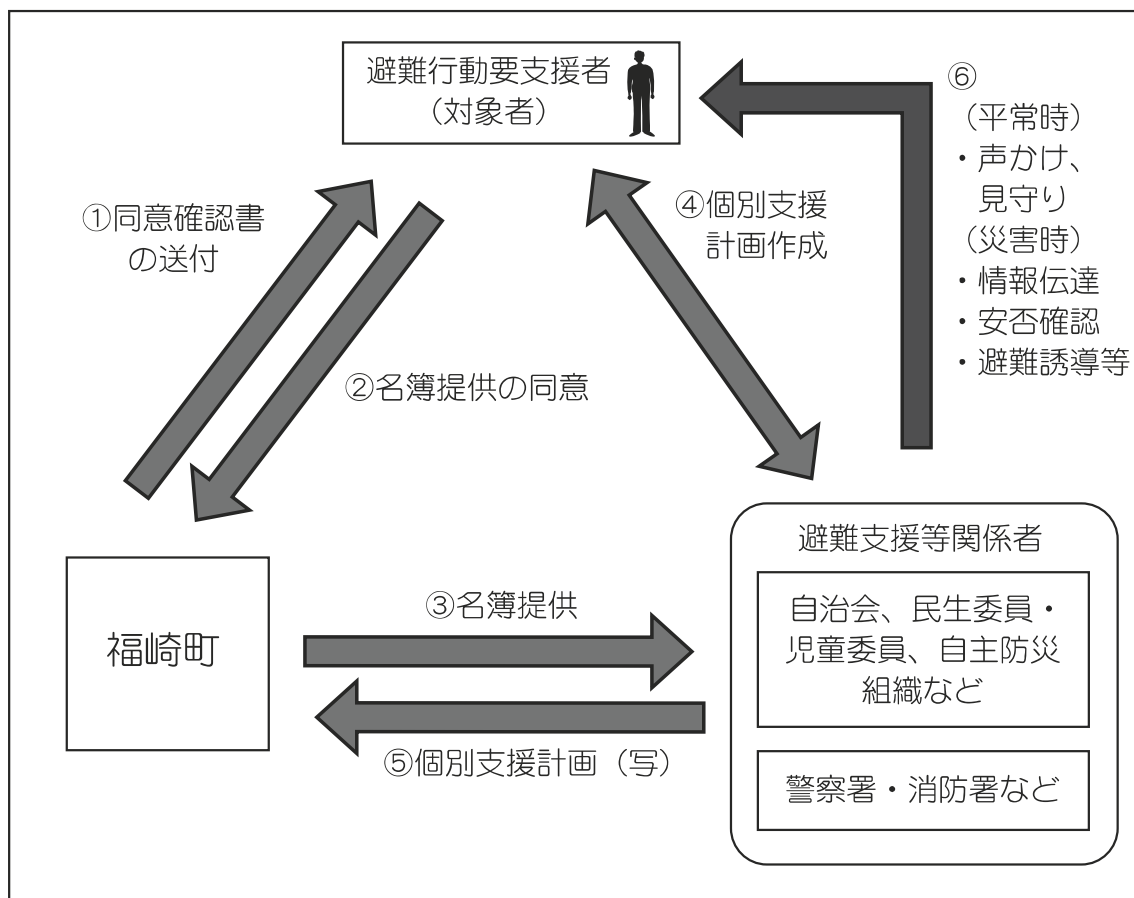 避難行動要支援者
（対象者）
①同意確認書
の送付
②名簿提供の同意
④個別支援
計画作成
⑥
（平常時）
・声かけ、
見守り
（災害時）
・情報伝達
・安否確認
・避難誘導等
福崎町
③名簿提供
⑤個別支援計画（写）
避難支援等関係者
自治会、民生委員・
児童委員、自主防災
組織など
警察署・消防署など